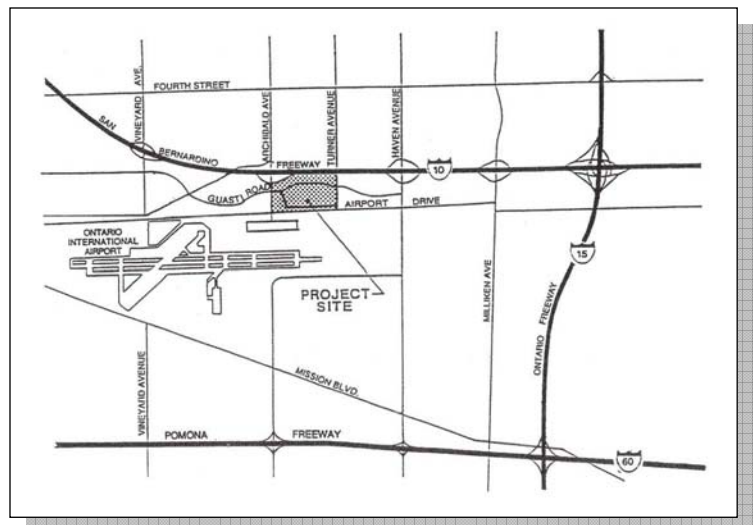 FOURTH STREET
VINEYARD AVE.
ARCHIBALD AVE
TURNER AVENUE
HAVEN AVENUE
SAN
BERNARDINO
FREEWAY
10
GUASTI ROAD
AIRPORT DRIVE
ONTARIO
INTERNATIONAL
AIRPORT
15
PROJECT
SITE
MILLIKEN AVE
ONTARIO FREEWAY
VINEYARD AVENUE
MISSION BLVD.
POMONA FREEWAY
60